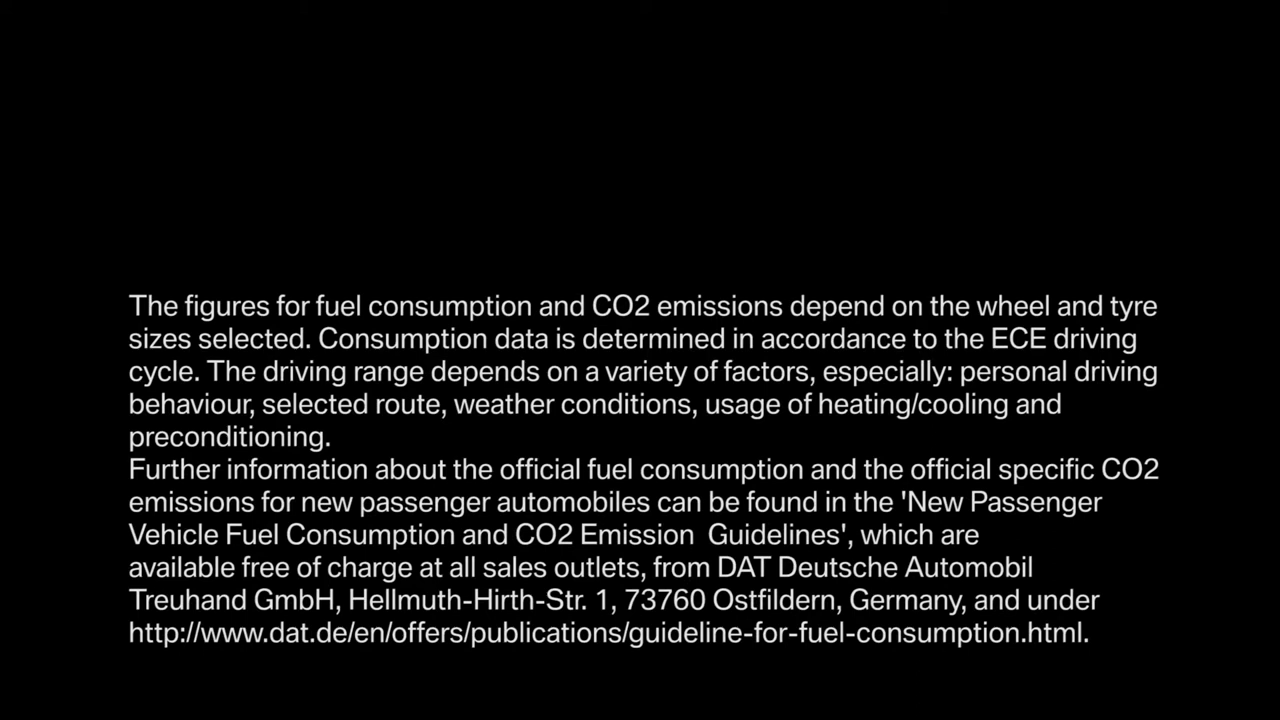 The figures for fuel consumption and CO2 emissions depend on the wheel and tyre
sizes selected. Consumption data is determined in accordance to the ECE driving
cycle. The driving range depends on a variety of factors, especially: personal driving
behaviour, selected route, weather conditions, usage of heating/cooling and
preconditioning.
Further information about the official fuel consumption and the official specific CO2
emissions for new passenger automobiles can be found in the 'New Passenger
Vehicle Fuel Consumption and CO2 Emission  Guidelines', which are
available free of charge at all sales outlets, from DAT Deutsche Automobil
Treuhand GmbH, Hellmuth-Hirth-Str. 1, 73760 Ostfildern, Germany, and under
http://www.dat.de/en/offers/publications/guideline-for-fuel-consumption.html.